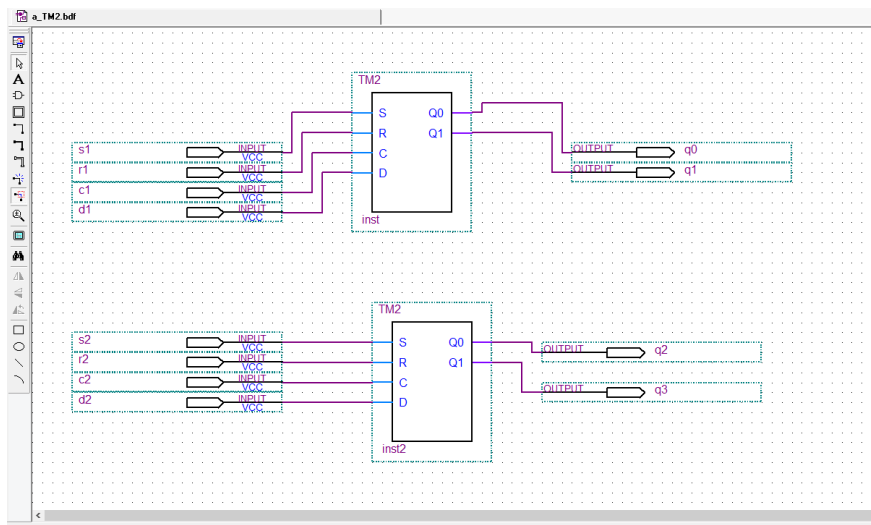 a_TM2.bdf
A
TM2
S Q0
R Q1
C
D
inst
s1 INPUT VCC
r1 INPUT VCC
c1 INPUT VCC
d1 INPUT VCC
OUTPUT q0
OUTPUT q1
TM2
S Q0
R Q1
C
D
inst2
s2 INPUT VCC
r2 INPUT VCC
c2 INPUT VCC
d2 INPUT VCC
OUTPUT q2
OUTPUT q3